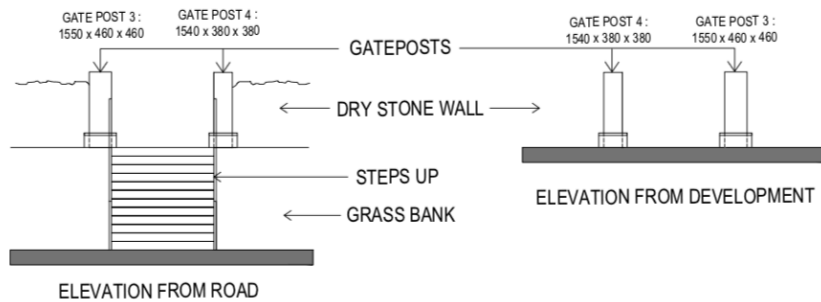 GATE POST 3 :
1550 x 460 x 460
GATE POST 4 :
1540 x 380 x 380
GATEPOSTS
GATE POST 4 :
1540 x 380 x 380
GATE POST 3 :
1550 x 460 x 460
DRY STONE WALL
STEPS UP
GRASS BANK
ELEVATION FROM DEVELOPMENT
ELEVATION FROM ROAD